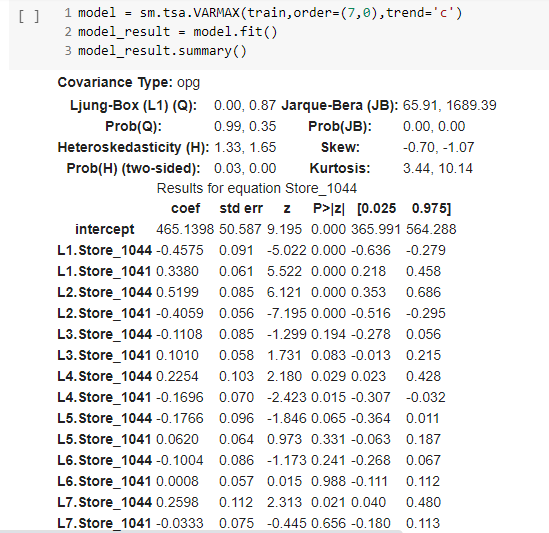 [ ] 1 model = sm.tsa.VARMAX(train,order=(7,0),trend='c')
2 model_result = model.fit()
3 model_result.summary()
Covariance Type: opg
Ljung-Box (L1) (Q): 0.00, 0.87 Jarque-Bera (JB): 65.91, 1689.39
Prob(Q): 0.99, 0.35 Prob(JB): 0.00, 0.00
Heteroskedasticity (H): 1.33, 1.65 Skew: -0.70, -1.07
Prob(H) (two-sided): 0.03, 0.00 Kurtosis: 3.44, 10.14
Results for equation Store_1044
coef std err z P>|z| [0.025 0.975]
intercept 465.1398 50.587 9.195 0.000 365.991 564.288
L1.Store_1044 -0.4575 0.091 -5.022 0.000 -0.636 -0.279
L1.Store_1041 0.3380 0.061 5.522 0.000 0.218 0.458
L2.Store_1044 0.5199 0.085 6.121 0.000 0.353 0.686
L2.Store_1041 -0.4059 0.056 -7.195 0.000 -0.516 -0.295
L3.Store_1044 -0.1108 0.085 -1.299 0.194 -0.278 0.056
L3.Store_1041 0.1010 0.058 1.731 0.083 -0.013 0.215
L4.Store_1044 0.2254 0.103 2.180 0.029 0.023 0.428
L4.Store_1041 -0.1696 0.070 -2.423 0.015 -0.307 -0.032
L5.Store_1044 -0.1766 0.096 -1.846 0.065 -0.364 0.011
L5.Store_1041 0.0620 0.064 0.973 0.331 -0.063 0.187
L6.Store_1044 -0.1004 0.086 -1.173 0.241 -0.268 0.067
L6.Store_1041 0.0008 0.057 0.015 0.988 -0.111 0.112
L7.Store_1044 0.2598 0.112 2.313 0.021 0.040 0.480
L7.Store_1041 -0.0333 0.075 -0.445 0.656 -0.180 0.113